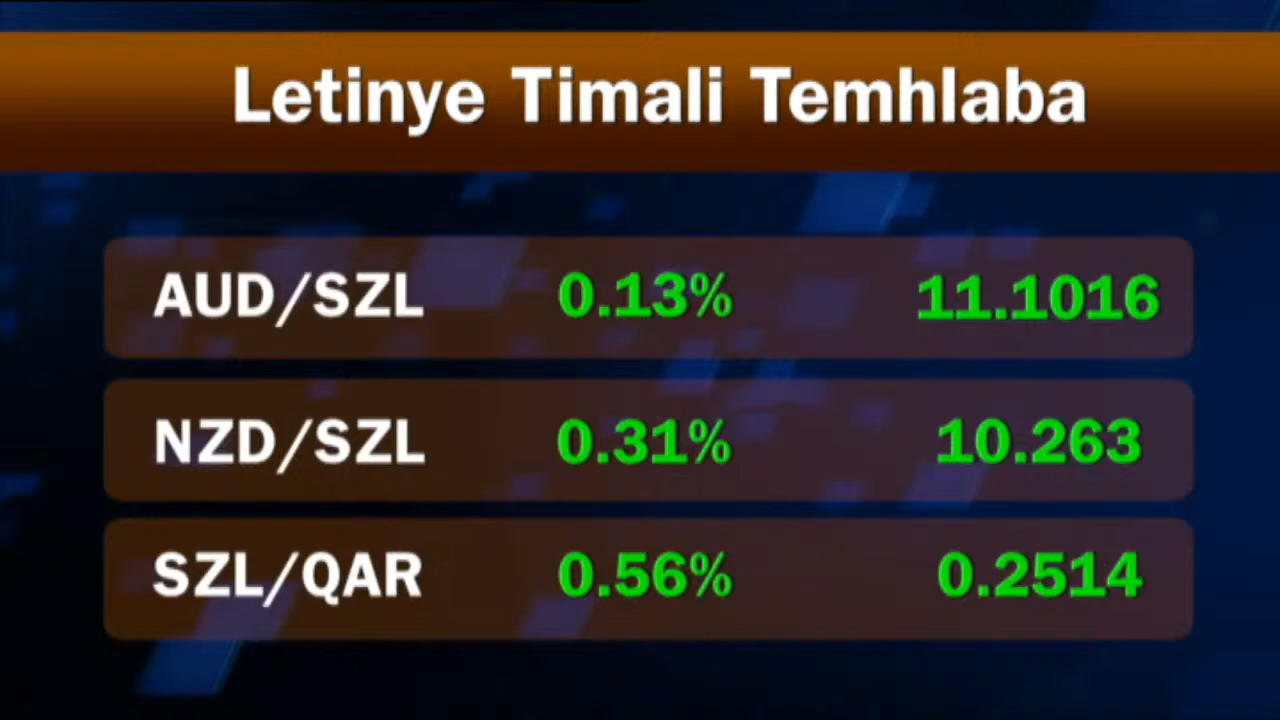 Letinye Timali Temhlaba
AUD/SZL 0.13% 11.1016
NZD/SZL 0.31% 10.263
SZL/QAR 0.56% 0.2514